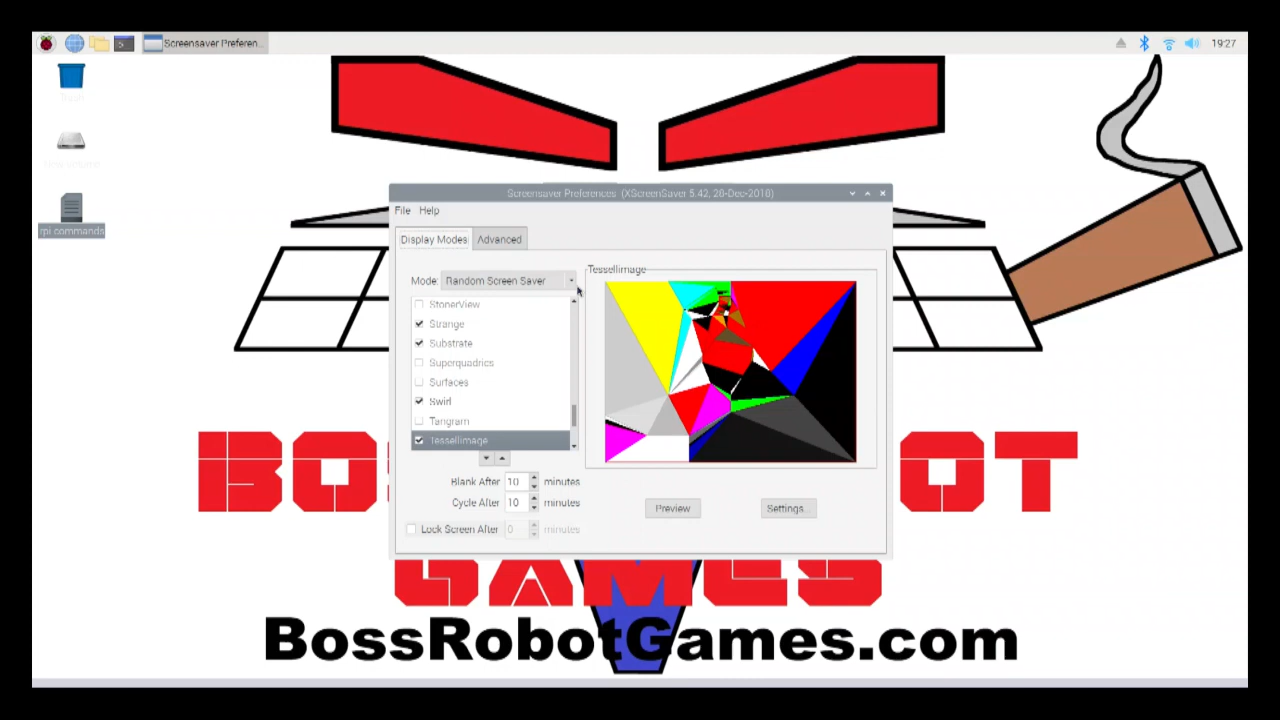 Screensaver Preferen...
19:27
rpi commands
Screensaver Preferences (XScreenSaver 5.42, 28-Dec-2018)
File Help
Display Modes Advanced
Mode: Random Screen Saver
TessellImage
StonerView
Strange
Substrate
Superquadrics
Surfaces
Swirl
Tangram
TessellImage
Blank After 10 minutes
Cycle After 10 minutes
Lock Screen After 0 minutes
Preview
Settings...
GAMES
BossRobotGames.com